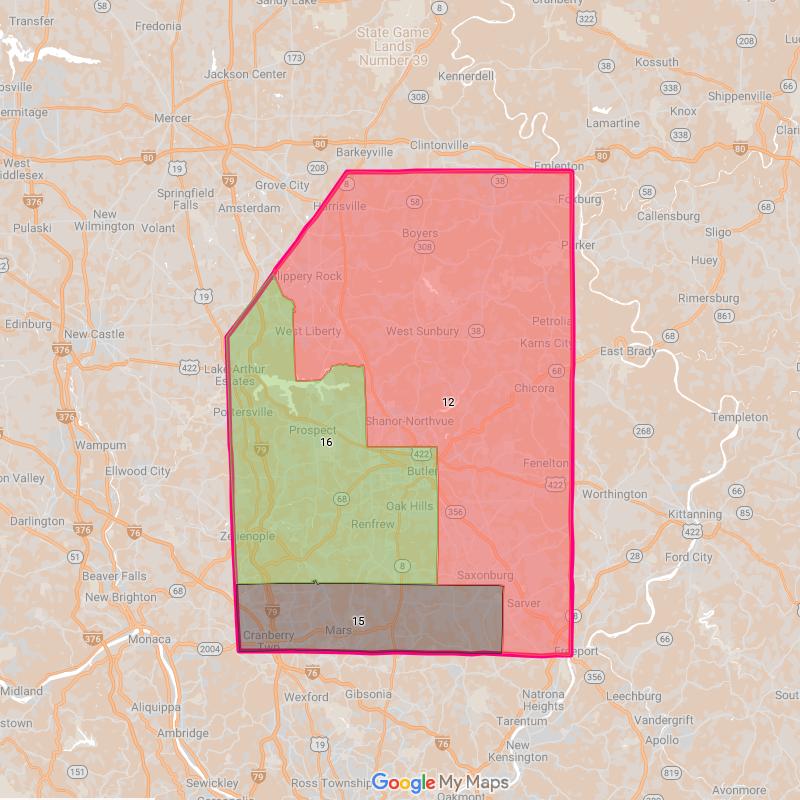 Transfer
58
Sandy Lake
322
Cranberry
Fredonia
State Game
Lands
Number 39
208
Jackson Center
173
38
Kossuth
Kennerdell
338
66
Shippenville
308
Knox
Mercer
Lamartine
338
80
Clintonville
Barkeyville
80
80
80
West
19
208
Emlenton
79
Grove City
8
38
Springfield
Falls
376
Harrisville
58
58
Foxburg
Amsterdam
New
Wilmington
68
Callensburg
Pulaski
Volant
Boyers
308
Sligo
Parker
Huey
Slippery Rock
19
Rimersburg
861
Edinburg
New Castle
West Liberty
West Sunbury
38
Petrolia
68
376
Karns City
East Brady
422
Lake Arthur
Estates
68
Chicora
12
Portersville
Shanor-Northvue
Templeton
Prospect
268
16
Wampum
79
422
Ellwood City
Butler
Fenelton
422
Worthington
66
68
Oak Hills
356
Kittanning
85
Darlington
376
76
Renfrew
422
Zelienople
51
28
Ford City
Beaver Falls
8
68
Saxonburg
New Brighton
Sarver
79
28
15
376
Monaca
Cranberry
Twp
Mars
66
2004
Freeport
76
356
Midland
Wexford
Gibsonia
Natrona
Heights
Leechburg
Aliquippa
Tarentum
Vandergrift
Ambridge
19
76
Apollo
New
Kensington
151
79
819
Sewickley
Ross Township
Google My Maps
Avonmore
Oakmont